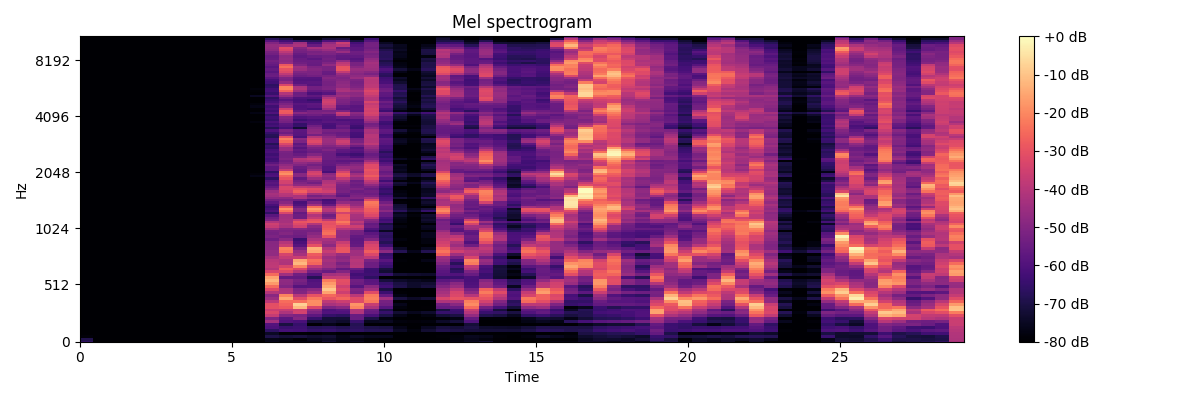 Mel spectrogram
8192
4096
2048
1024
512
0
Hz
0 5 10 15 20 25
Time
+0 dB
-10 dB
-20 dB
-30 dB
-40 dB
-50 dB
-60 dB
-70 dB
-80 dB